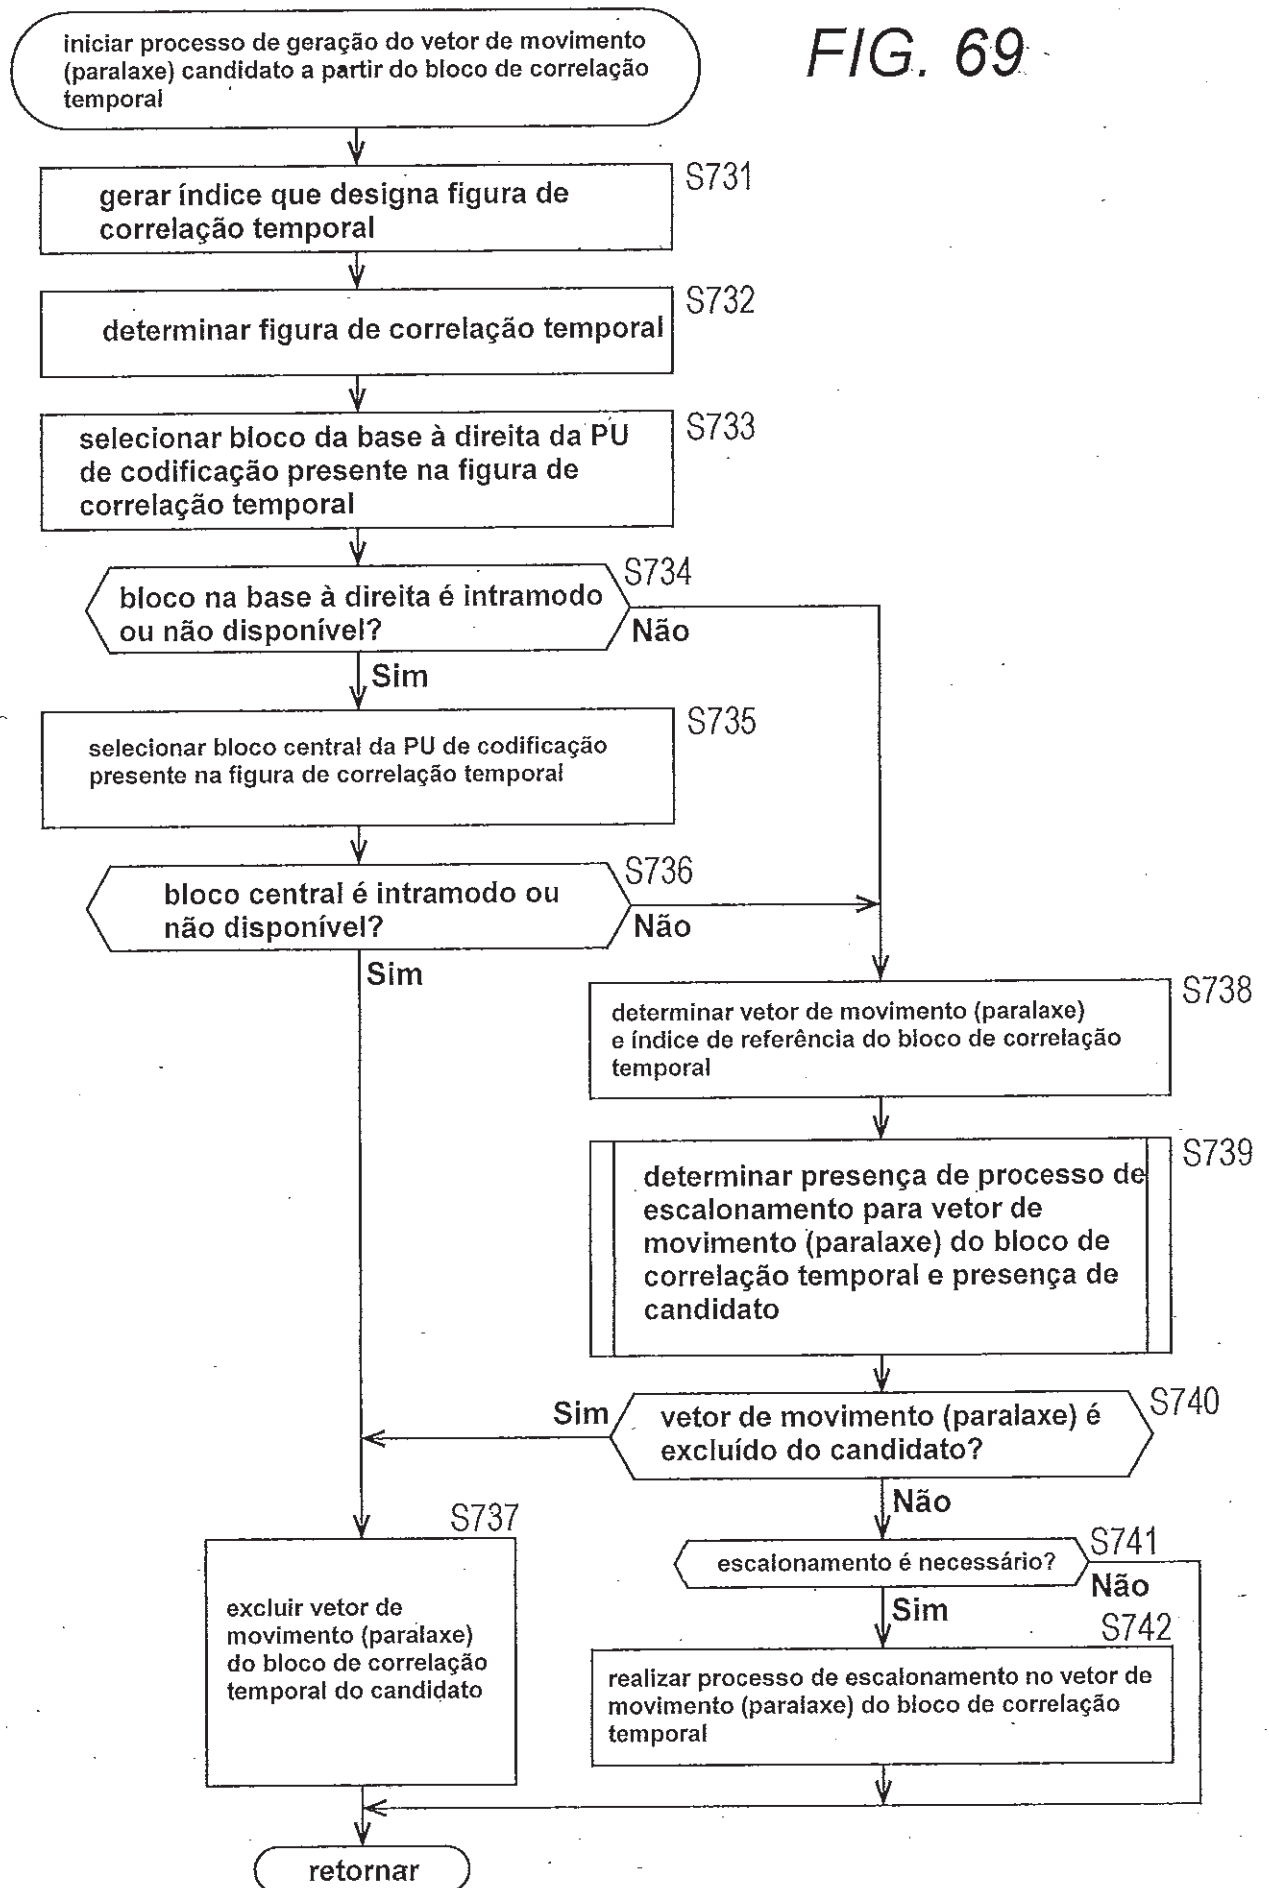 FIG. 69
iniciar processo de geração do vetor de movimento
(paralaxe) candidato a partir do bloco de correlação
temporal
S731
gerar índice que designa figura de
correlação temporal
S732
determinar figura de correlação temporal
S733
selecionar bloco da base à direita da PU
de codificação presente na figura de
correlação temporal
S734
bloco na base à direita é intramodo
ou não disponível?
Não
Sim
S735
selecionar bloco central da PU de codificação
presente na figura de correlação temporal
S736
bloco central é intramodo ou
não disponível?
Não
Sim
S738
determinar vetor de movimento (paralaxe)
e índice de referência do bloco de correlação
temporal
S739
determinar presença de processo de
escalonamento para vetor de
movimento (paralaxe) do bloco de
correlação temporal e presença de
candidato
S740
Sim
vetor de movimento (paralaxe) é
excluído do candidato?
Não
S737
excluir vetor de
movimento (paralaxe)
do bloco de correlação
temporal do candidato
S741
escalonamento é necessário?
Não
Sim
S742
realizar processo de escalonamento no vetor de
movimento (paralaxe) do bloco de correlação
temporal
retornar